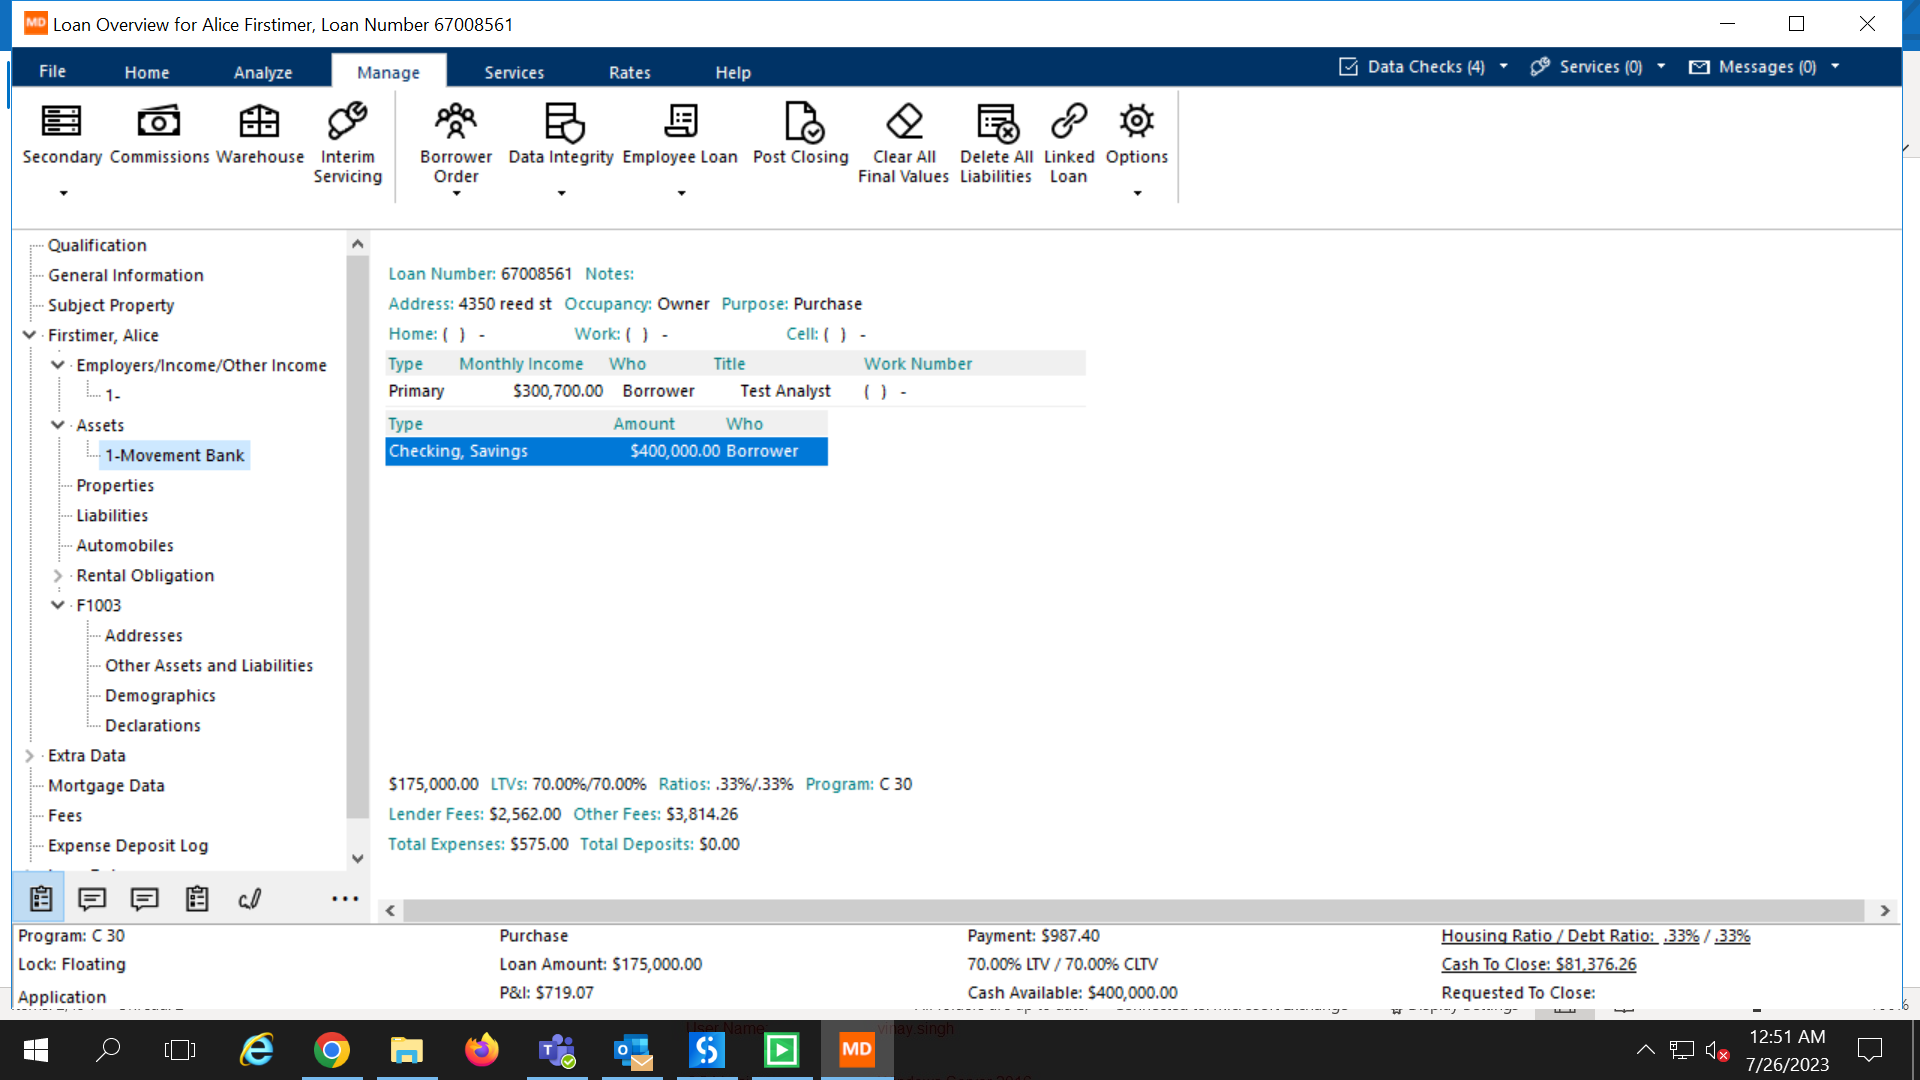 MD Loan Overview for Alice Firstimer, Loan Number 67008561
File Home Analyze Manage Services Rates Help Data Checks (4) Services (0) Messages (0)
Secondary Commissions Warehouse Interim Servicing Borrower Order Data Integrity Employee Loan Post Closing Clear All Final Values Delete All Liabilities Linked Loan Options
Qualification
General Information
Subject Property
Firstimer, Alice
Employers/Income/Other Income
1-
Assets
1-Movement Bank
Properties
Liabilities
Automobiles
Rental Obligation
F1003
Addresses
Other Assets and Liabilities
Demographics
Declarations
Extra Data
Mortgage Data
Fees
Expense Deposit Log
Loan Number: 67008561 Notes:
Address: 4350 reed st Occupancy: Owner Purpose: Purchase
Home: ( ) - Work: ( ) - Cell: ( ) -
Type Monthly Income Who Title Work Number
Primary $300,700.00 Borrower Test Analyst ( ) -
Type Amount Who
Checking, Savings $400,000.00 Borrower
$175,000.00 LTVs: 70.00%/70.00% Ratios: .33%/.33% Program: C 30
Lender Fees: $2,562.00 Other Fees: $3,814.26
Total Expenses: $575.00 Total Deposits: $0.00
Program: C 30 Purchase Payment: $987.40 Housing Ratio / Debt Ratio: .33% / .33%
Lock: Floating Loan Amount: $175,000.00 70.00% LTV / 70.00% CLTV Cash To Close: $81,376.26
Application P&I: $719.07 Cash Available: $400,000.00 Requested To Close:
User Name: vinay.singh
MD
12:51 AM
7/26/2023